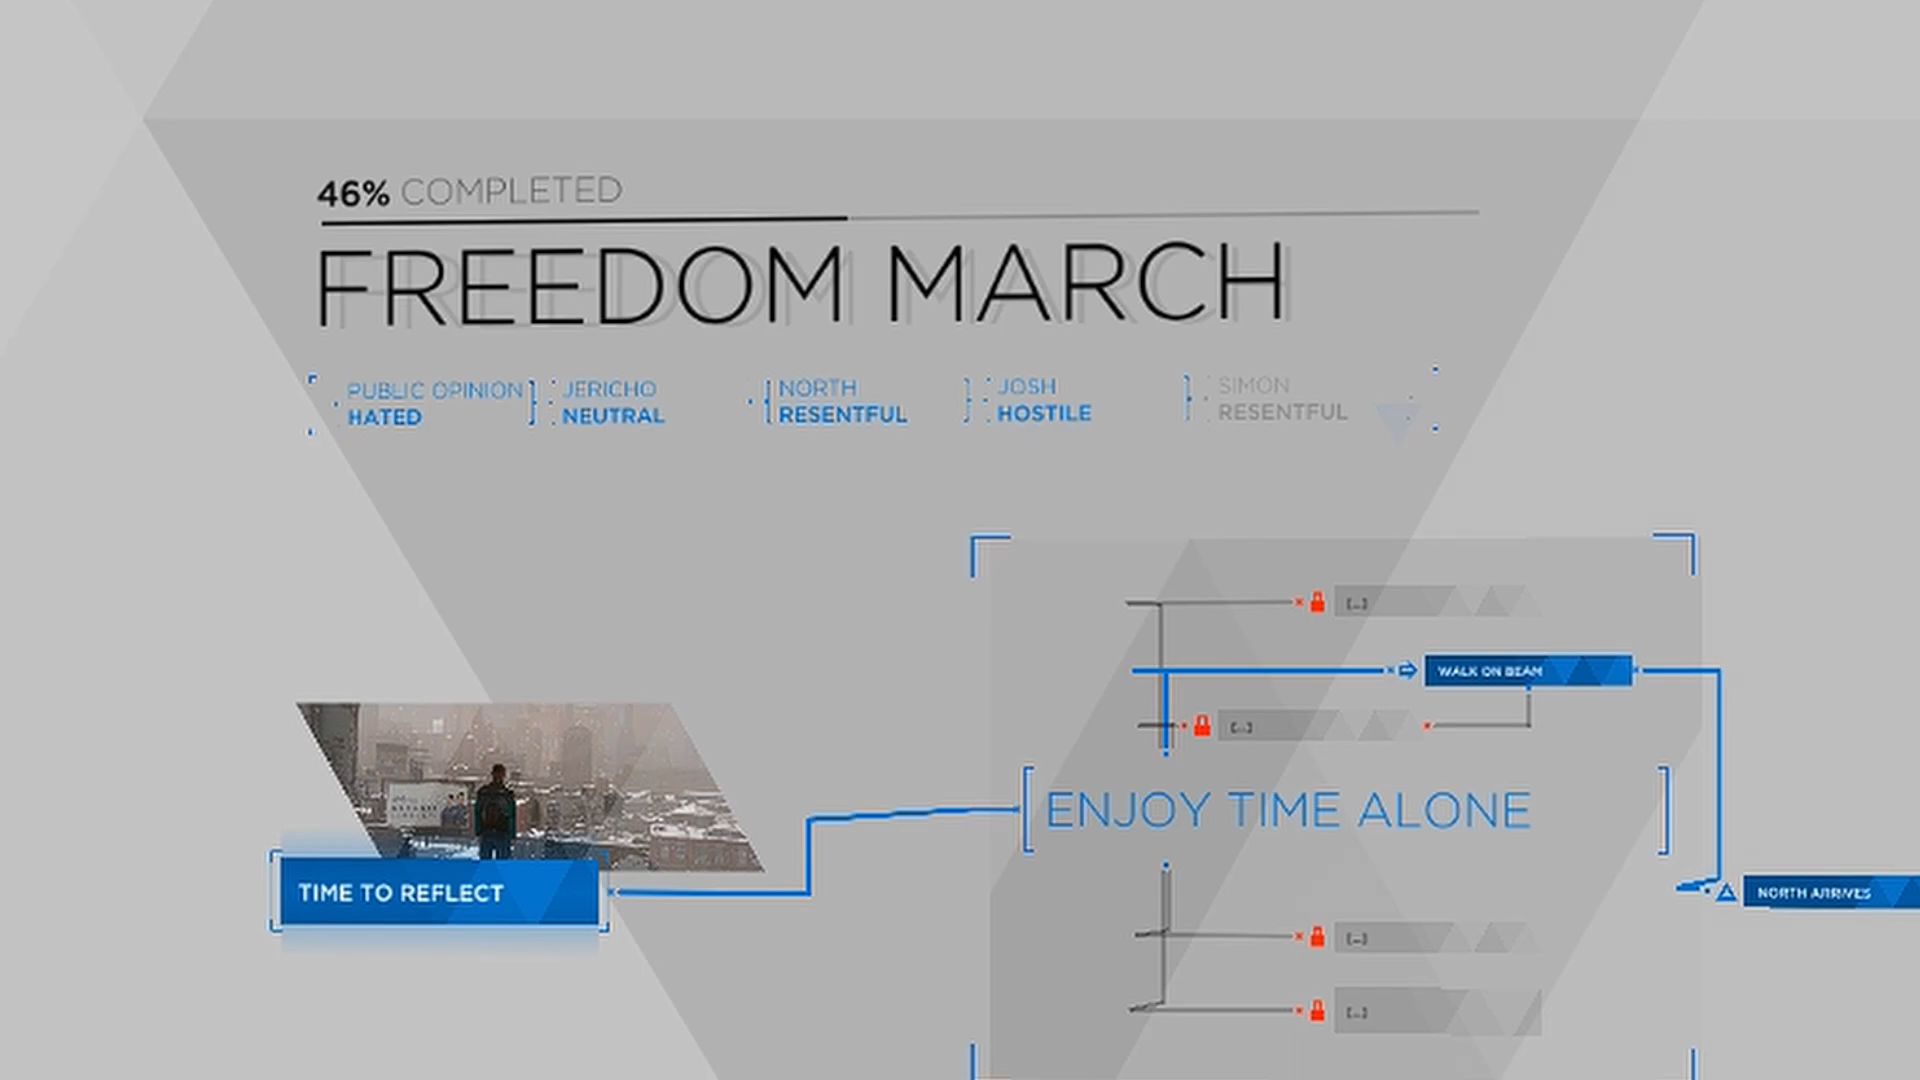 46% COMPLETED
FREEDOM MARCH
PUBLIC OPINION
HATED
JERICHO
NEUTRAL
NORTH
RESENTFUL
JOSH
HOSTILE
SIMON
RESENTFUL
[...]
WALK ON BEAM
[...]
ENJOY TIME ALONE
TIME TO REFLECT
NORTH ARRIVES
[...]
[...]